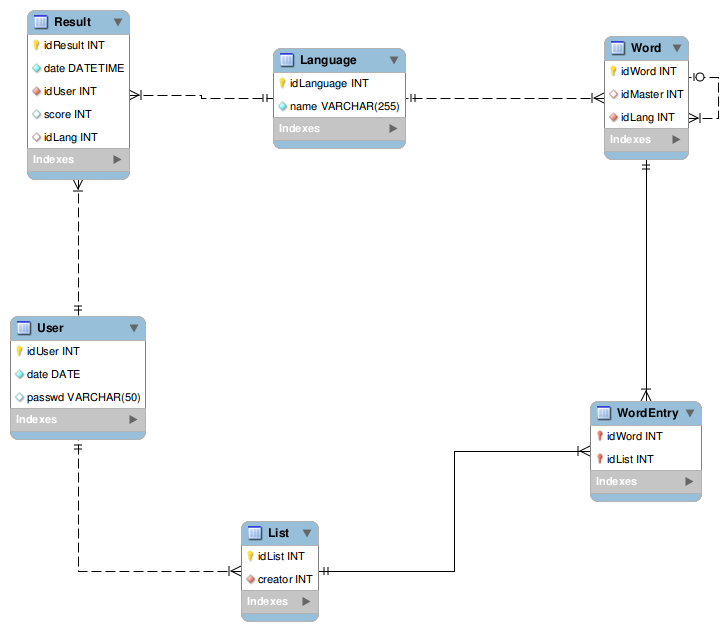 Result
idResult INT
date DATETIME
idUser INT
score INT
idLang INT
Indexes
Language
idLanguage INT
name VARCHAR(255)
Indexes
Word
idWord INT
idMaster INT
idLang INT
Indexes
User
idUser INT
date DATE
passwd VARCHAR(50)
Indexes
WordEntry
idWord INT
idList INT
Indexes
List
idList INT
creator INT
Indexes